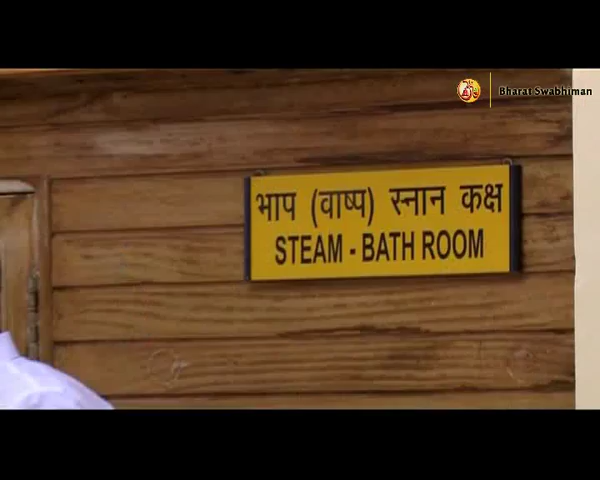 Bharat Swabhiman
भाप (वाष्प) स्नान कक्ष
STEAM - BATH ROOM